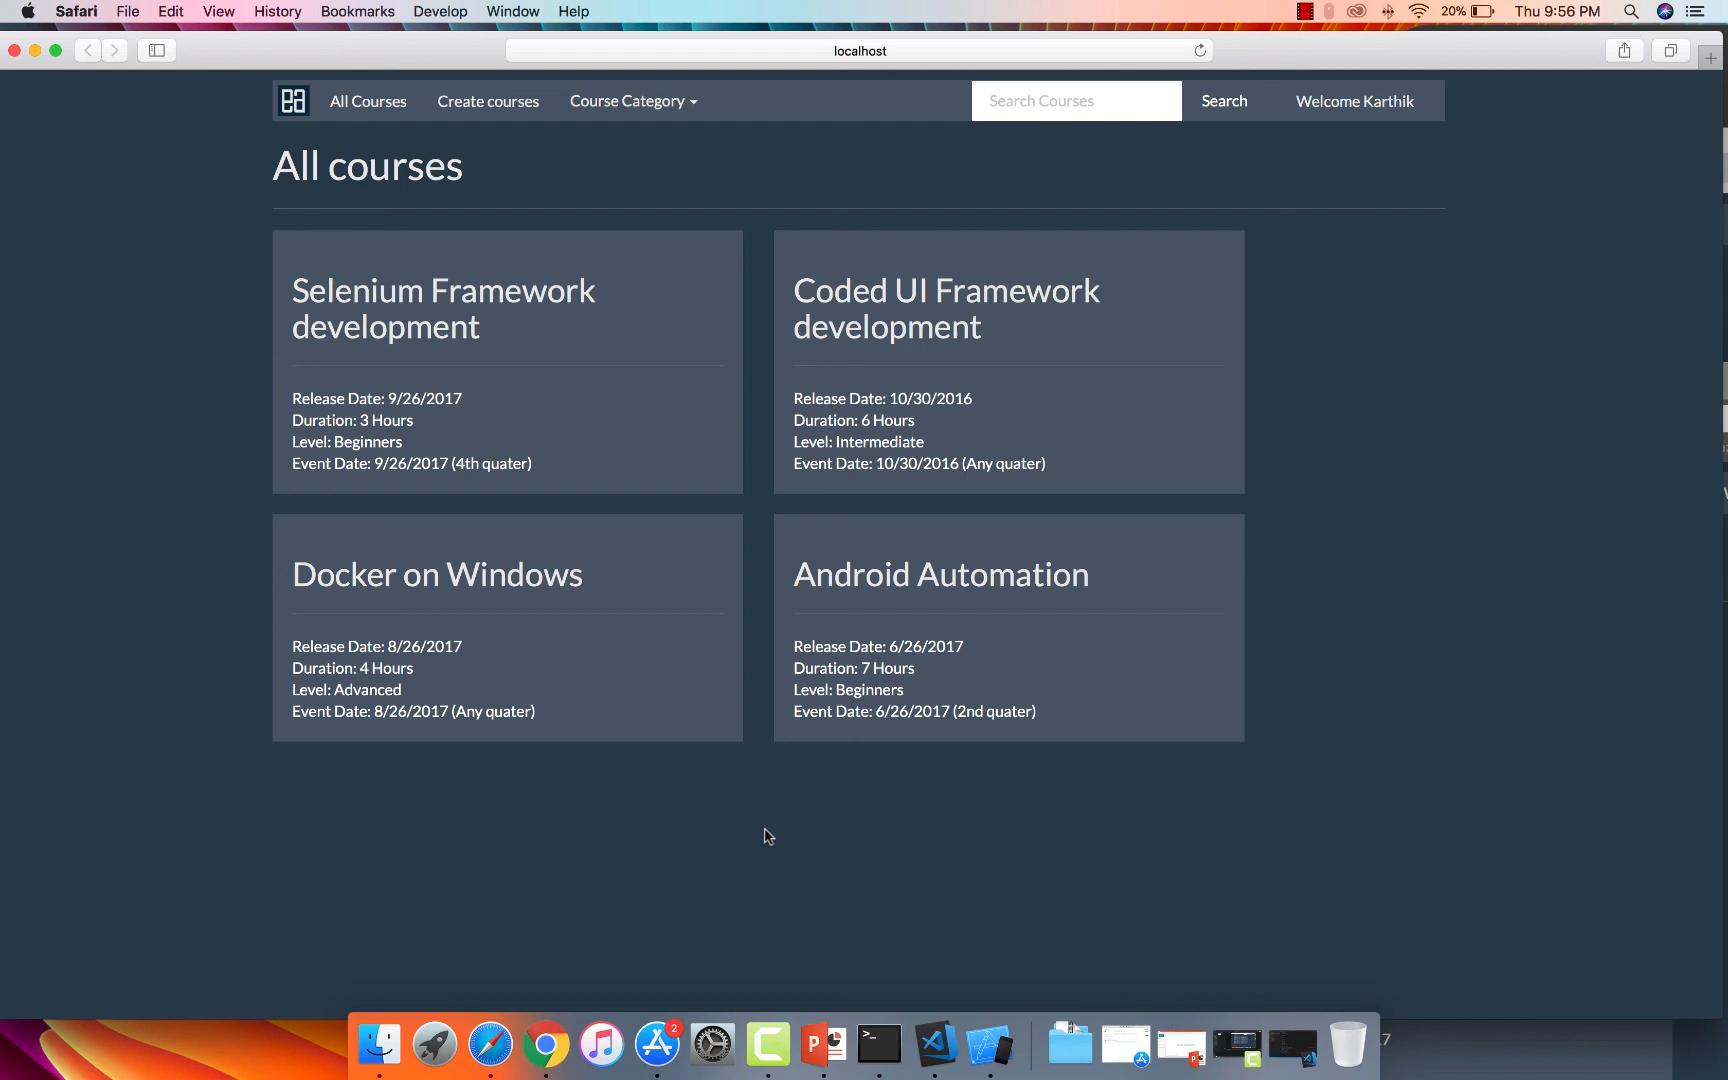 Safari File Edit View History Bookmarks Develop Window Help 20% Thu 9:56 PM
localhost
All Courses Create courses Course Category Search Courses Search Welcome Karthik
All courses
Selenium Framework
development
Release Date: 9/26/2017
Duration: 3 Hours
Level: Beginners
Event Date: 9/26/2017 (4th quater)
Coded UI Framework
development
Release Date: 10/30/2016
Duration: 6 Hours
Level: Intermediate
Event Date: 10/30/2016 (Any quater)
Docker on Windows
Release Date: 8/26/2017
Duration: 4 Hours
Level: Advanced
Event Date: 8/26/2017 (Any quater)
Android Automation
Release Date: 6/26/2017
Duration: 7 Hours
Level: Beginners
Event Date: 6/26/2017 (2nd quater)
2